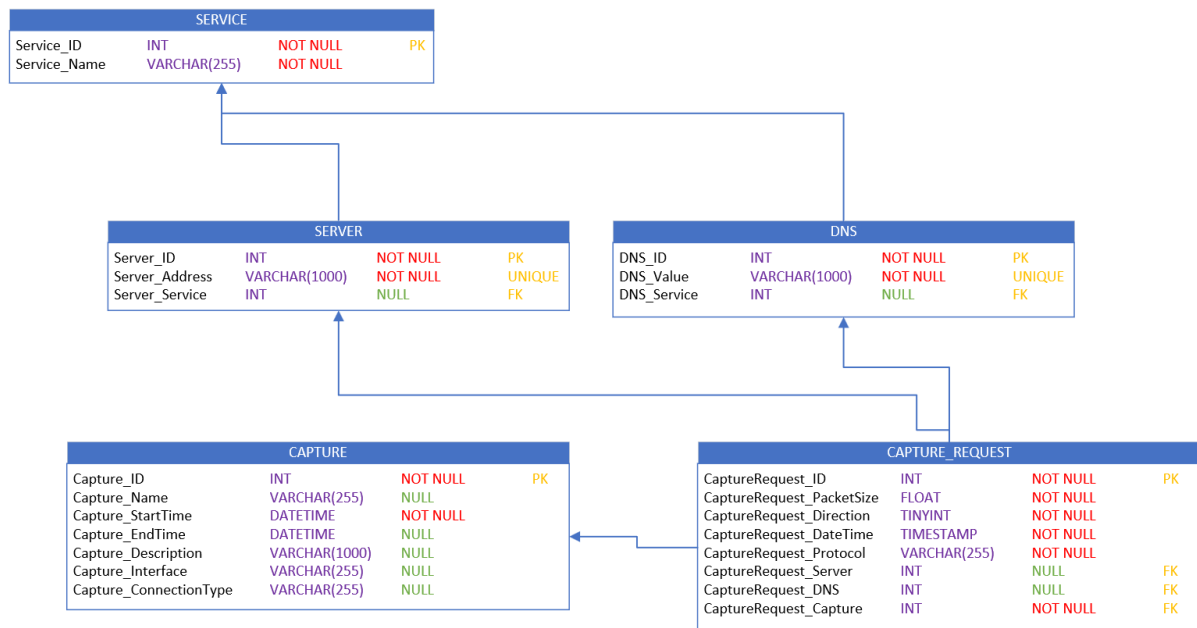 SERVICE
Service_ID INT NOT NULL PK
Service_Name VARCHAR(255) NOT NULL
SERVER
Server_ID INT NOT NULL PK
Server_Address VARCHAR(1000) NOT NULL UNIQUE
Server_Service INT NULL FK
DNS
DNS_ID INT NOT NULL PK
DNS_Value VARCHAR(1000) NOT NULL UNIQUE
DNS_Service INT NULL FK
CAPTURE
Capture_ID INT NOT NULL PK
Capture_Name VARCHAR(255) NULL
Capture_StartTime DATETIME NOT NULL
Capture_EndTime DATETIME NULL
Capture_Description VARCHAR(1000) NULL
Capture_Interface VARCHAR(255) NULL
Capture_ConnectionType VARCHAR(255) NULL
CAPTURE_REQUEST
CaptureRequest_ID INT NOT NULL PK
CaptureRequest_PacketSize FLOAT NOT NULL
CaptureRequest_Direction TINYINT NOT NULL
CaptureRequest_DateTime TIMESTAMP NOT NULL
CaptureRequest_Protocol VARCHAR(255) NOT NULL
CaptureRequest_Server INT NULL FK
CaptureRequest_DNS INT NULL FK
CaptureRequest_Capture INT NOT NULL FK